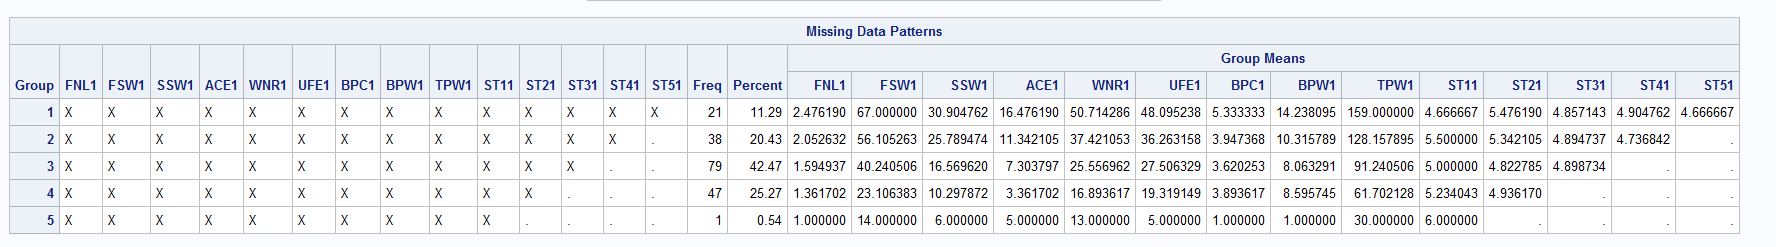 Missing Data Patterns
Group Means
Group FNL1 FSW1 SSW1 ACE1 WNR1 UFE1 BPC1 BPW1 TPW1 ST11 ST21 ST31 ST41 ST51 Freq Percent FNL1 FSW1 SSW1 ACE1 WNR1 UFE1 BPC1 BPW1 TPW1 ST11 ST21 ST31 ST41 ST51
1 X X X X X X X X X X X X X X 21 11.29 2.476190 67.000000 30.904762 16.476190 50.714286 48.095238 5.333333 14.238095 159.000000 4.666667 5.476190 4.857143 4.904762 4.666667
2 X X X X X X X X X X X X X . 38 20.43 2.052632 56.105263 25.789474 11.342105 37.421053 36.263158 3.947368 10.315789 128.157895 5.500000 5.342105 4.894737 4.736842 .
3 X X X X X X X X X X X X . . 79 42.47 1.594937 40.240506 16.569620 7.303797 25.556962 27.506329 3.620253 8.063291 91.240506 5.000000 4.822785 4.898734 . .
4 X X X X X X X X X X X . . . 47 25.27 1.361702 23.106383 10.297872 3.361702 16.893617 19.319149 3.893617 8.595745 61.702128 5.234043 4.936170 . . .
5 X X X X X X X X X X . . . . 1 0.54 1.000000 14.000000 6.000000 5.000000 13.000000 5.000000 1.000000 1.000000 30.000000 6.000000 . . . .